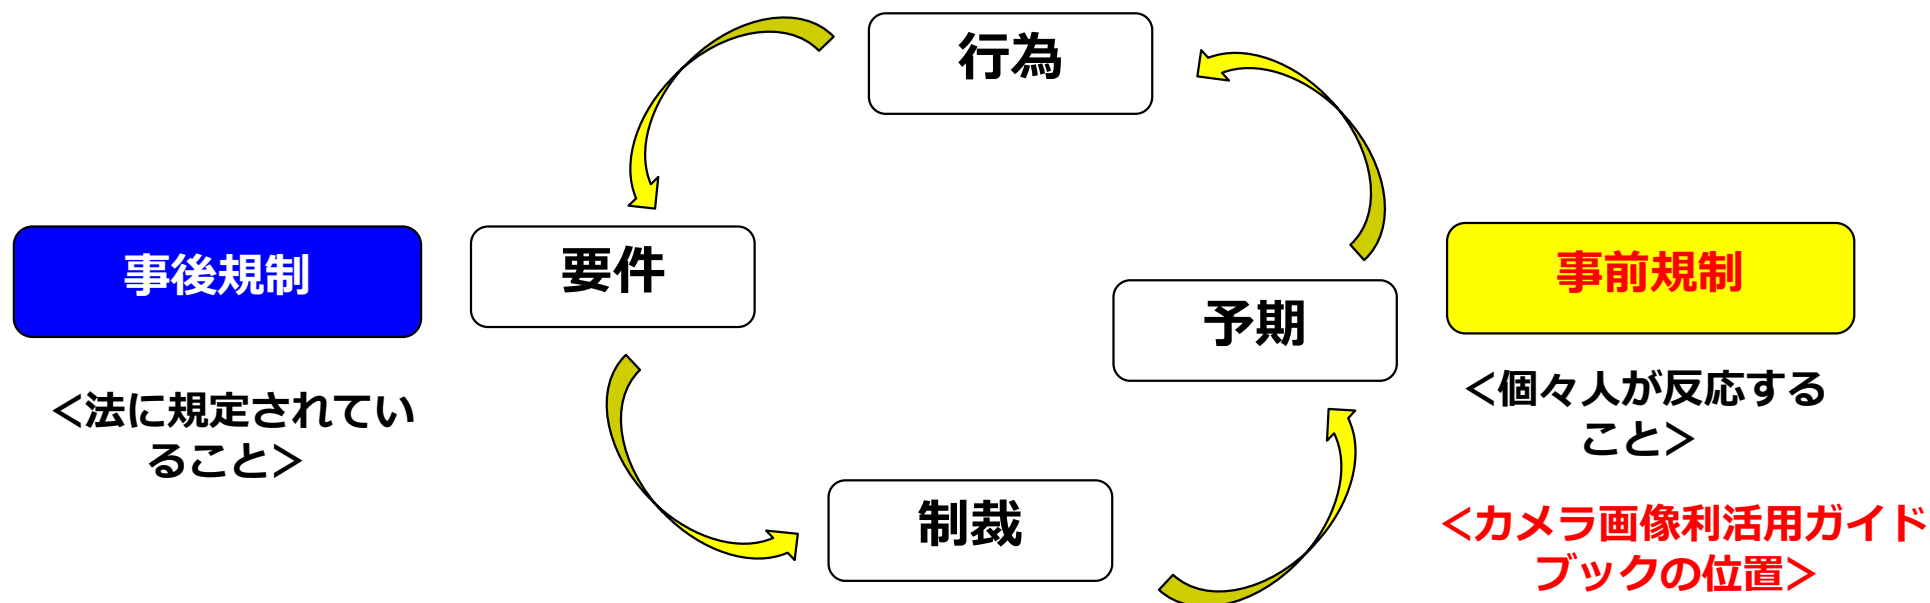 行為
事後規制
要件
予期
事前規制
<法に規定されてい
ること>
<個々人が反応する
こと>
制裁
<カメラ画像利活用ガイド
ブックの位置>